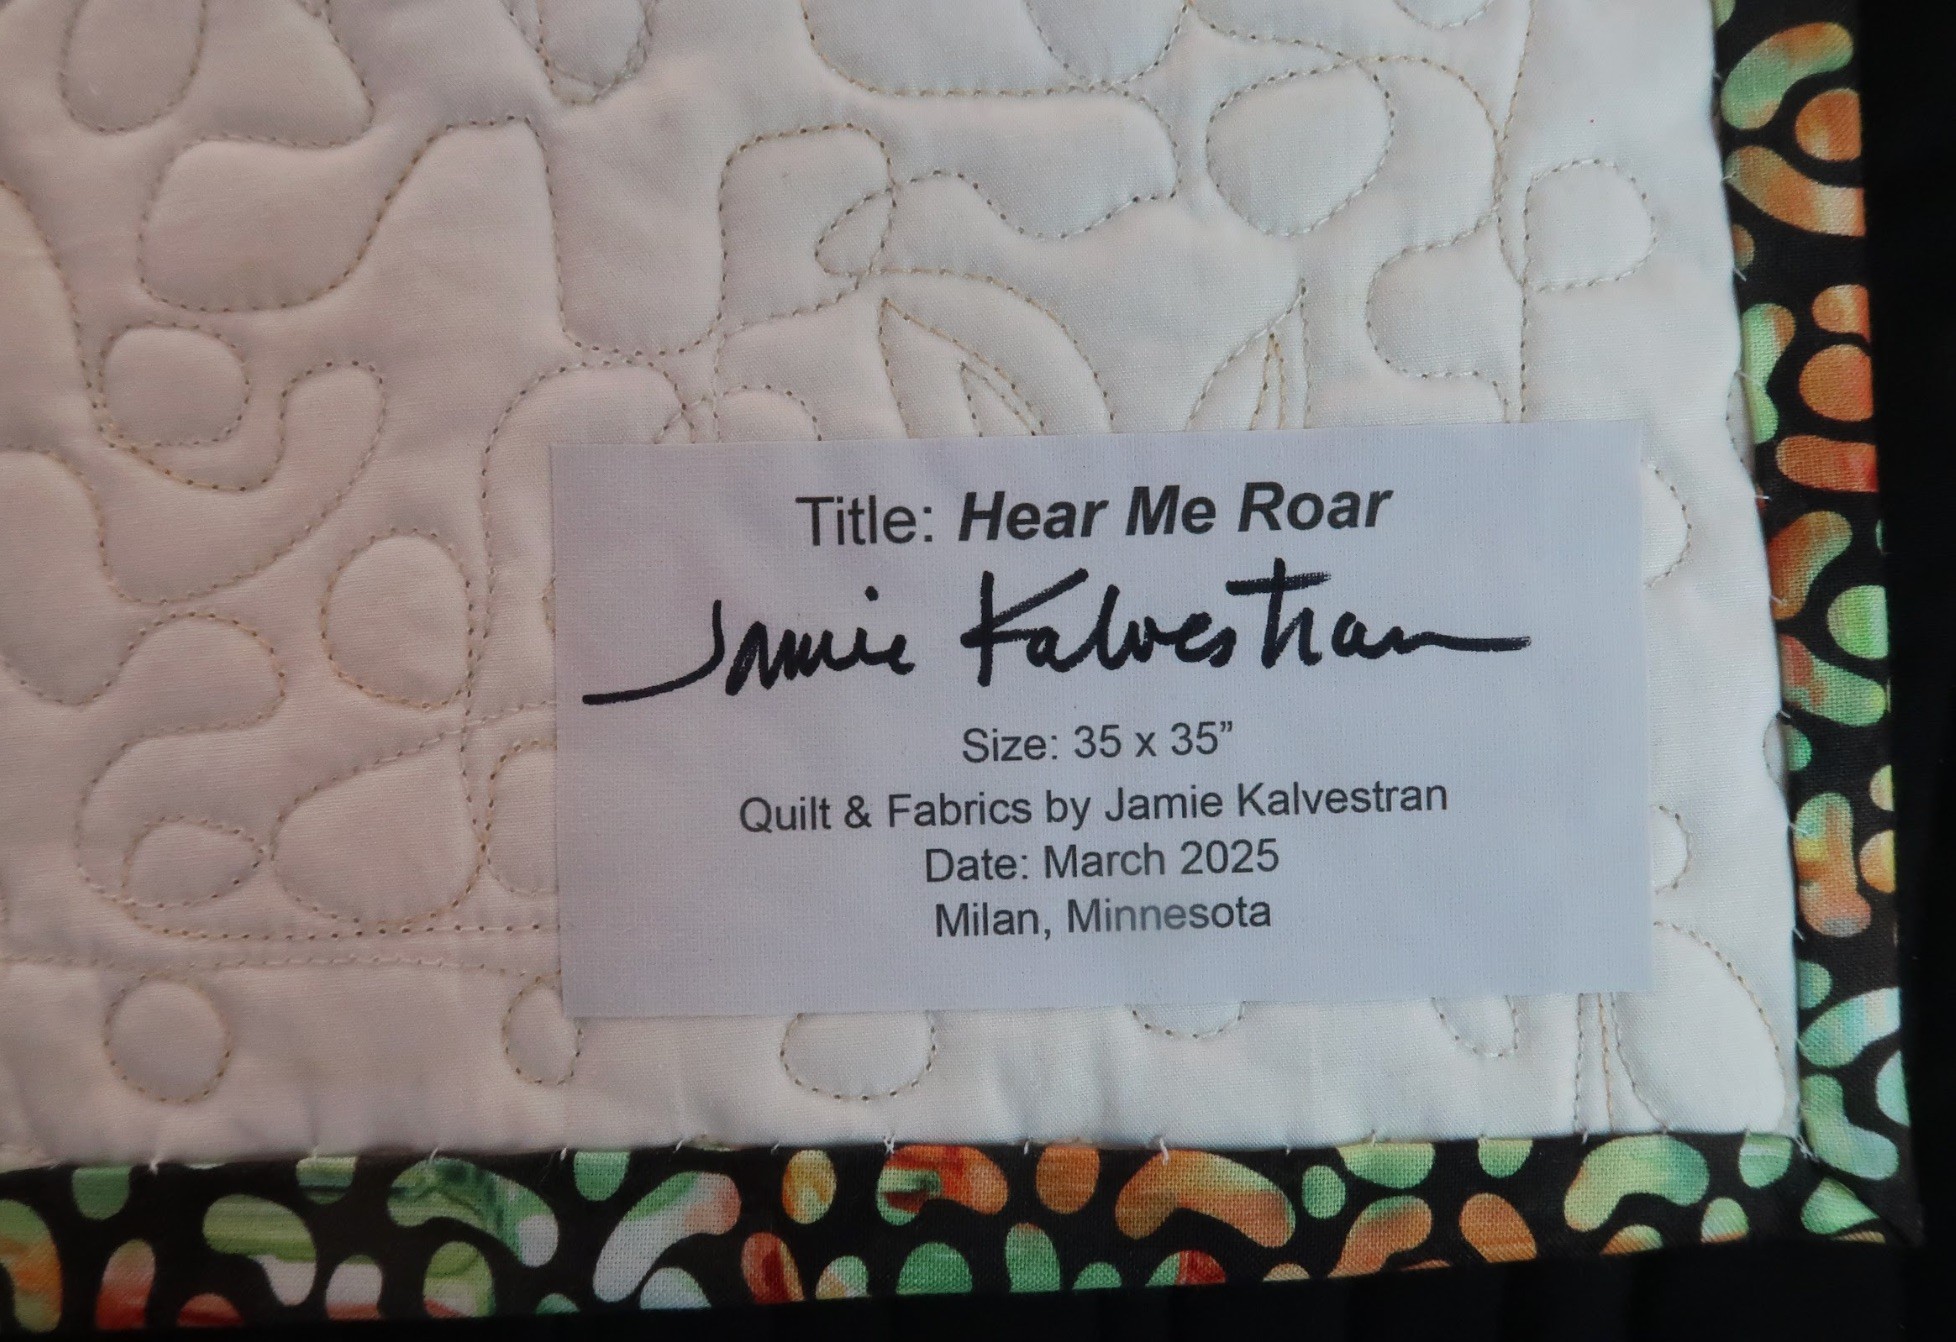 Title: Hear Me Roar
Jamie Kalvestran
Size: 35 x 35”
Quilt & Fabrics by Jamie Kalvestran
Date: March 2025
Milan, Minnesota